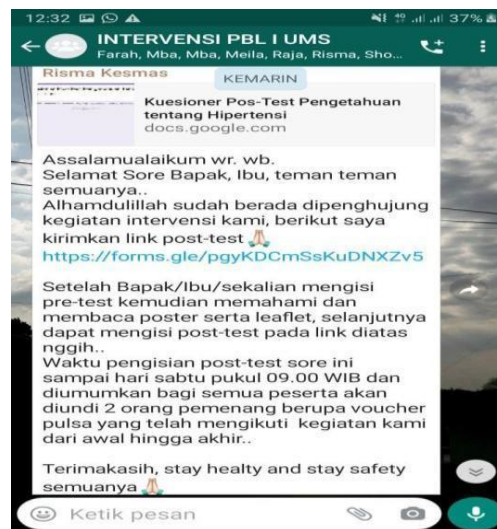 12:32 37%
INTERVENSI PBL I UMS
Farah, Mba, Mba, Meila, Raja, Risma, Sho...
Risma Kesmas
KEMARIN
Kuesioner Pos-Test Pengetahuan
tentang Hipertensi
docs.google.com
Assalamualaikum wr. wb.
Selamat Sore Bapak, Ibu, teman teman
semuanya..
Alhamdulillah sudah berada dipenghujung
kegiatan intervensi kami, berikut saya
kirimkan link post-test 🙏🏻
https://forms.gle/pgyKDCmSsKuDNXZv5
Setelah Bapak/Ibu/sekalian mengisi
pre-test kemudian memahami dan
membaca poster serta leaflet, selanjutnya
dapat mengisi post-test pada link diatas
nggih..
Waktu pengisian post-test sore ini
sampai hari sabtu pukul 09.00 WIB dan
diumumkan bagi semua peserta akan
diundi 2 orang pemenang berupa voucher
pulsa yang telah mengikuti kegiatan kami
dari awal hingga akhir..
Terimakasih, stay healty and stay safety
semuanya 🙏🏻
Ketik pesan